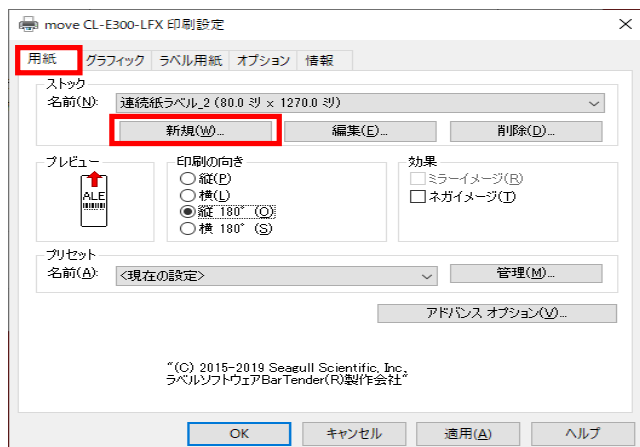 move CL-E300-LFX 印刷設定
用紙 グラフィック ラベル用紙 オプション 情報
ストック
名前(N): 連続紙ラベル_2 (80.0 ミリ x 1270.0 ミリ)
新規(W)... 編集(E)... 削除(D)...
プレビュー 印刷の向き 効果
ALE
縦(P)
横(L)
縦 180° (O)
横 180° (S)
ミラーイメージ(R)
ネガイメージ(T)
プリセット
名前(A): <現在の設定> 管理(M)...
アドバンス オプション(V)...
"(C) 2015-2019 Seagull Scientific, Inc.
ラベルソフトウェアBarTender(R)製作会社"
OK キャンセル 適用(A) ヘルプ